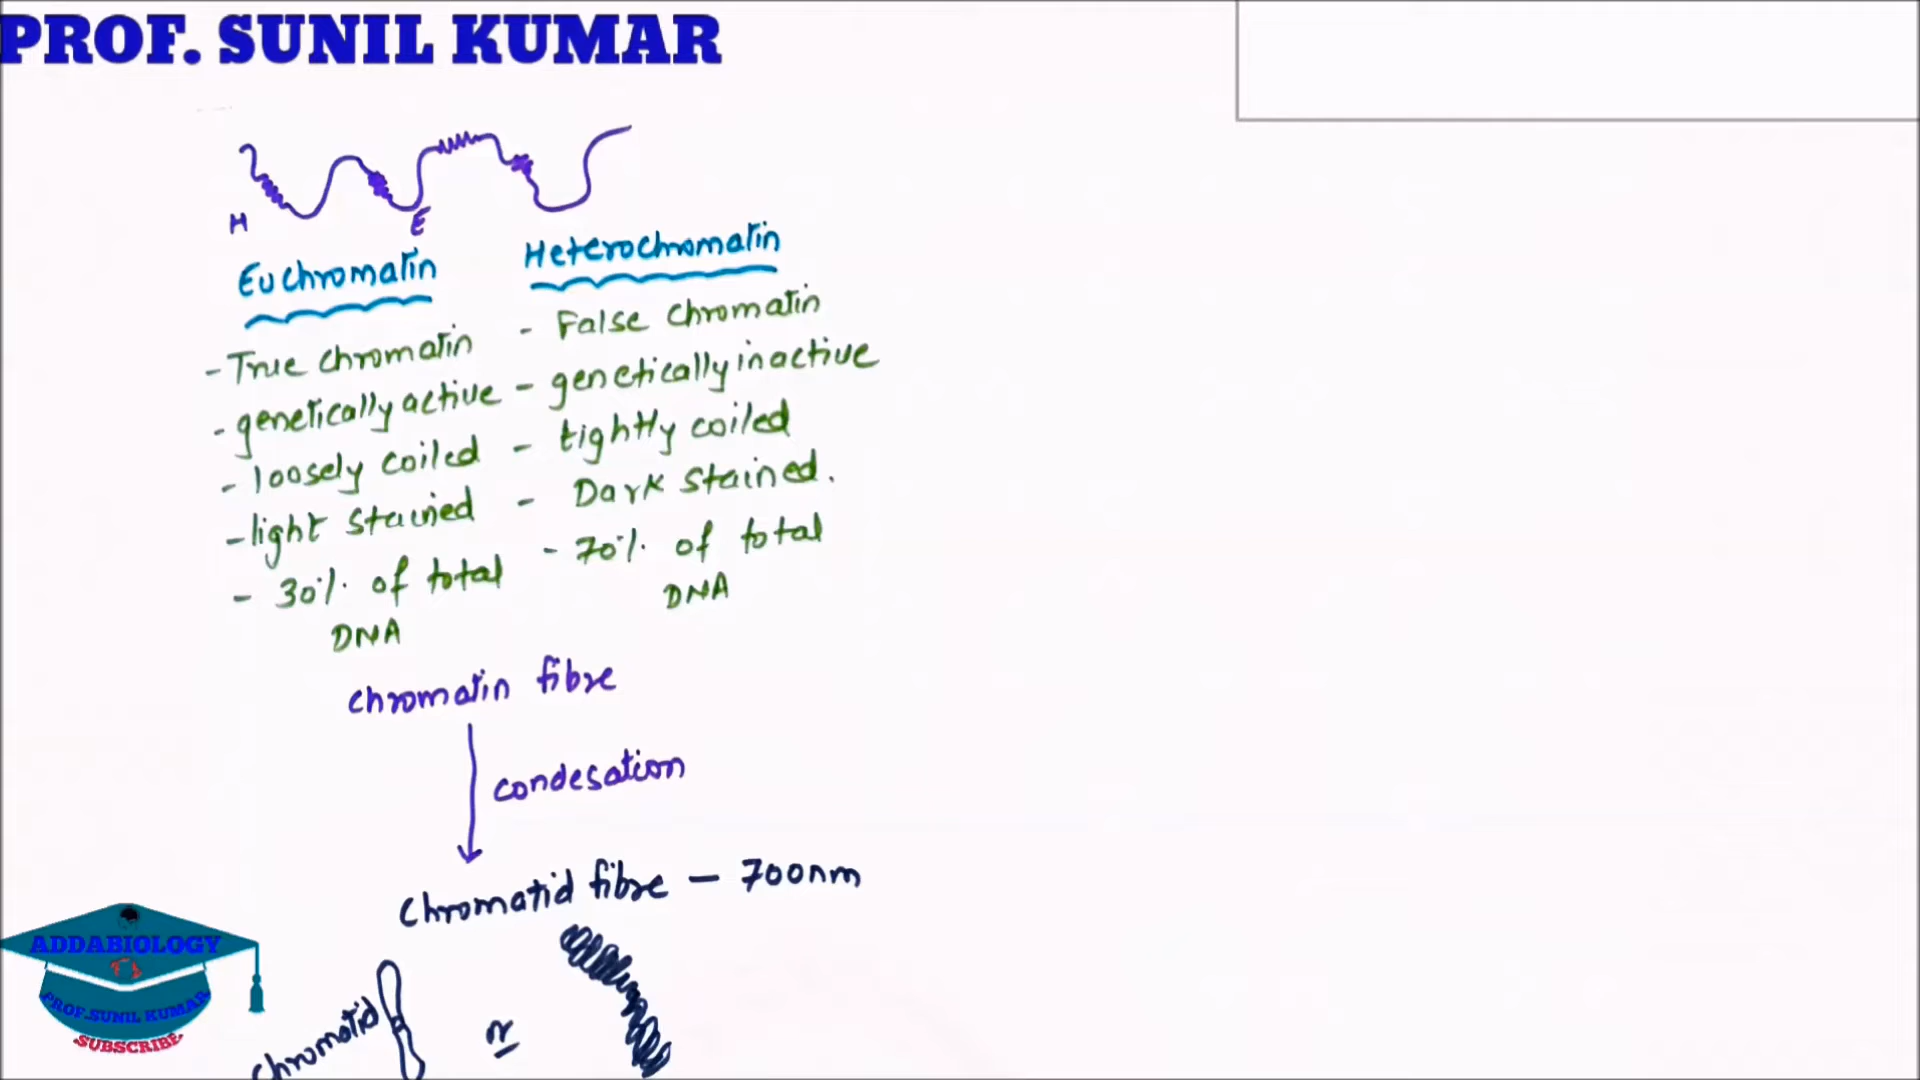 PROF. SUNIL KUMAR
H
E
Euchromatin
Heterochromatin
- True chromatin
- False chromatin
- genetically active
- genetically inactive
- loosely coiled
- tightly coiled
- light stained
- Dark stained.
- 30% of total
DNA
- 70% of total
DNA
chromatin fibre
condesation
Chromatid fibre — 700nm
chromatid
or
ADDABIOLOGY
PROF.SUNIL KUMAR
SUBSCRIBE